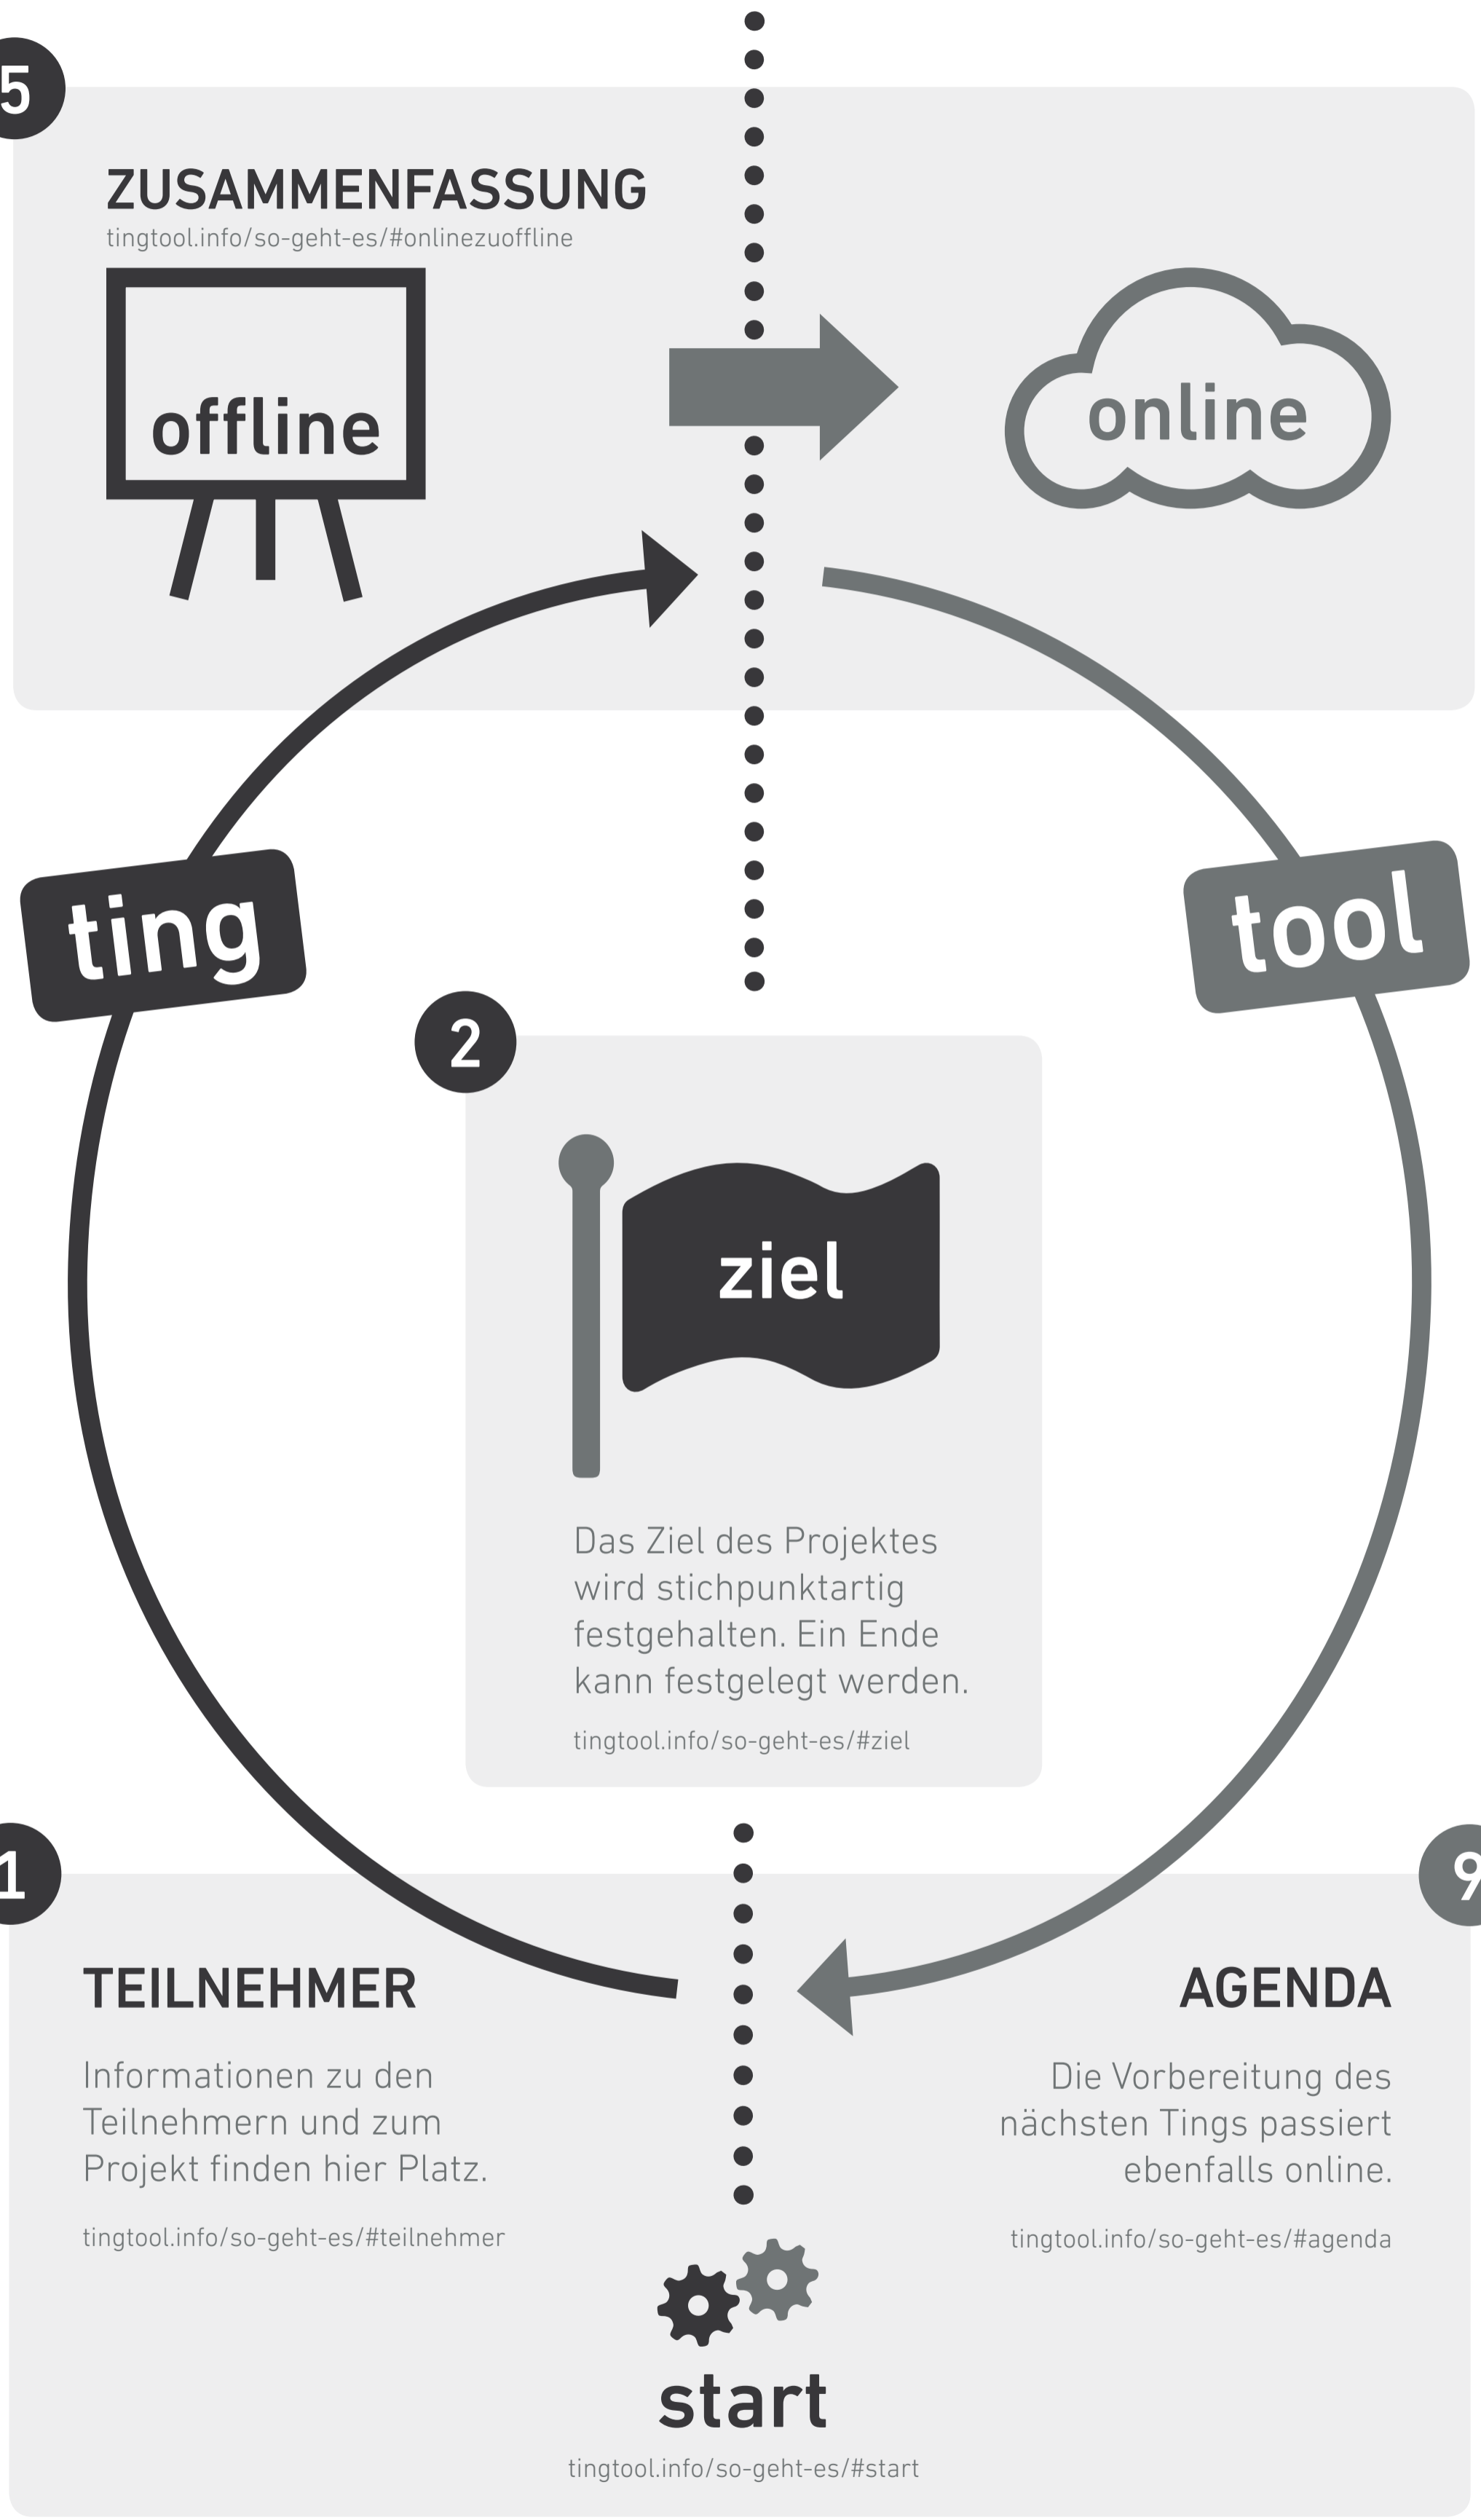 5
ZUSAMMENFASSUNG
tingtool.info/so-geht-es/#onlinezuoffline
offline
online
ting
tool
2
ziel
Das Ziel des Projektes
wird stichpunktartig
festgehalten. Ein Ende
kann festgelegt werden.
tingtool.info/so-geht-es/#ziel
1
TEILNEHMER
Informationen zu den
Teilnehmern und zum
Projekt finden hier Platz.
tingtool.info/so-geht-es/#teilnehmer
9
AGENDA
Die Vorbereitung des
nächsten Tings passiert
ebenfalls online.
tingtool.info/so-geht-es/#agenda
start
tingtool.info/so-geht-es/#start